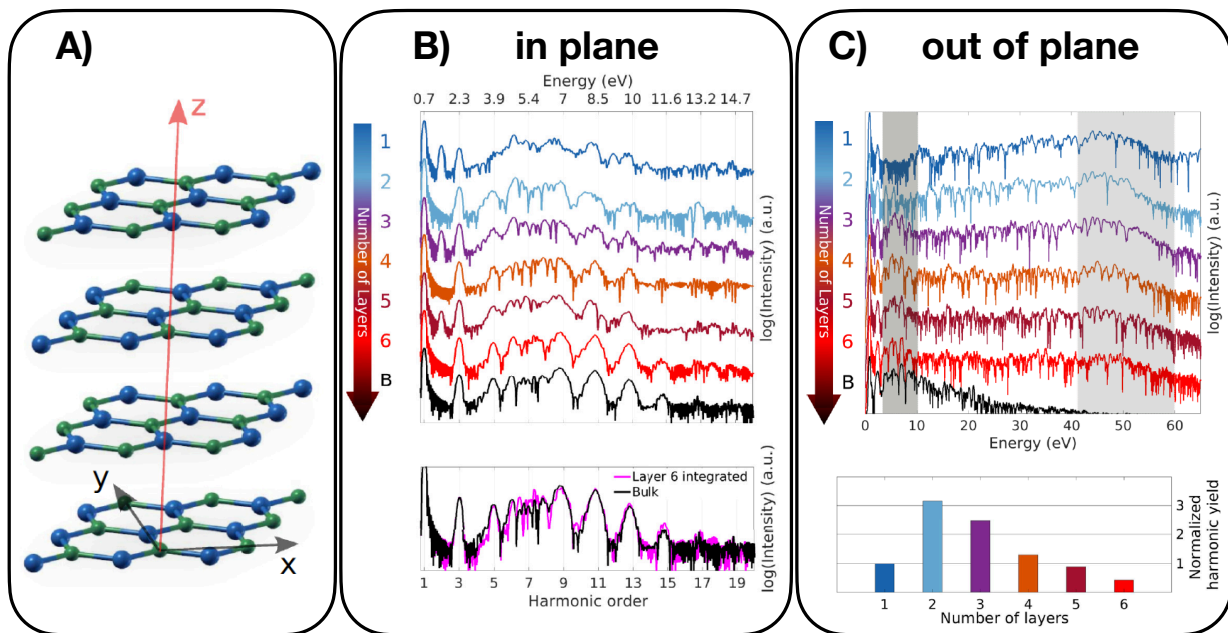 A)
z
y
x
B) in plane
Energy (eV)
0.7 2.3 3.9 5.4 7 8.5 10 11.6 13.2 14.7
1
2
3
4
5
6
B
Number of Layers
log(Intensity) (a.u.)
Layer 6 integrated
Bulk
log(Intensity) (a.u.)
1 3 5 7 9 11 13 15 17 19
Harmonic order
C) out of plane
1
2
3
4
5
6
B
Number of Layers
log(Intensity) (a.u.)
0 10 20 30 40 50 60
Energy (eV)
3
2
1
Normalized
harmonic yield
1 2 3 4 5 6
Number of layers